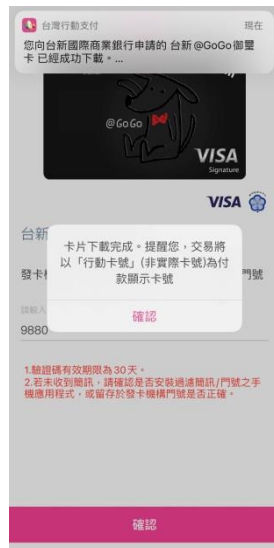 台灣行動支付
現在
您向台新國際商業銀行申請的 台新@GoGo御璽
卡 已經成功下載。...
@GoGo
VISA
Signature
VISA
台新
卡片下載完成。提醒您，交易將
以「行動卡號」(非實際卡號)為付
款顯示卡號
發卡
門號
請輸入
確認
9880
1.驗證碼有效期限為30天。
2.若未收到簡訊，請確認是否安裝過濾簡訊/門號之手
機應用程式，或留存於發卡機構門號是否正確。
確認